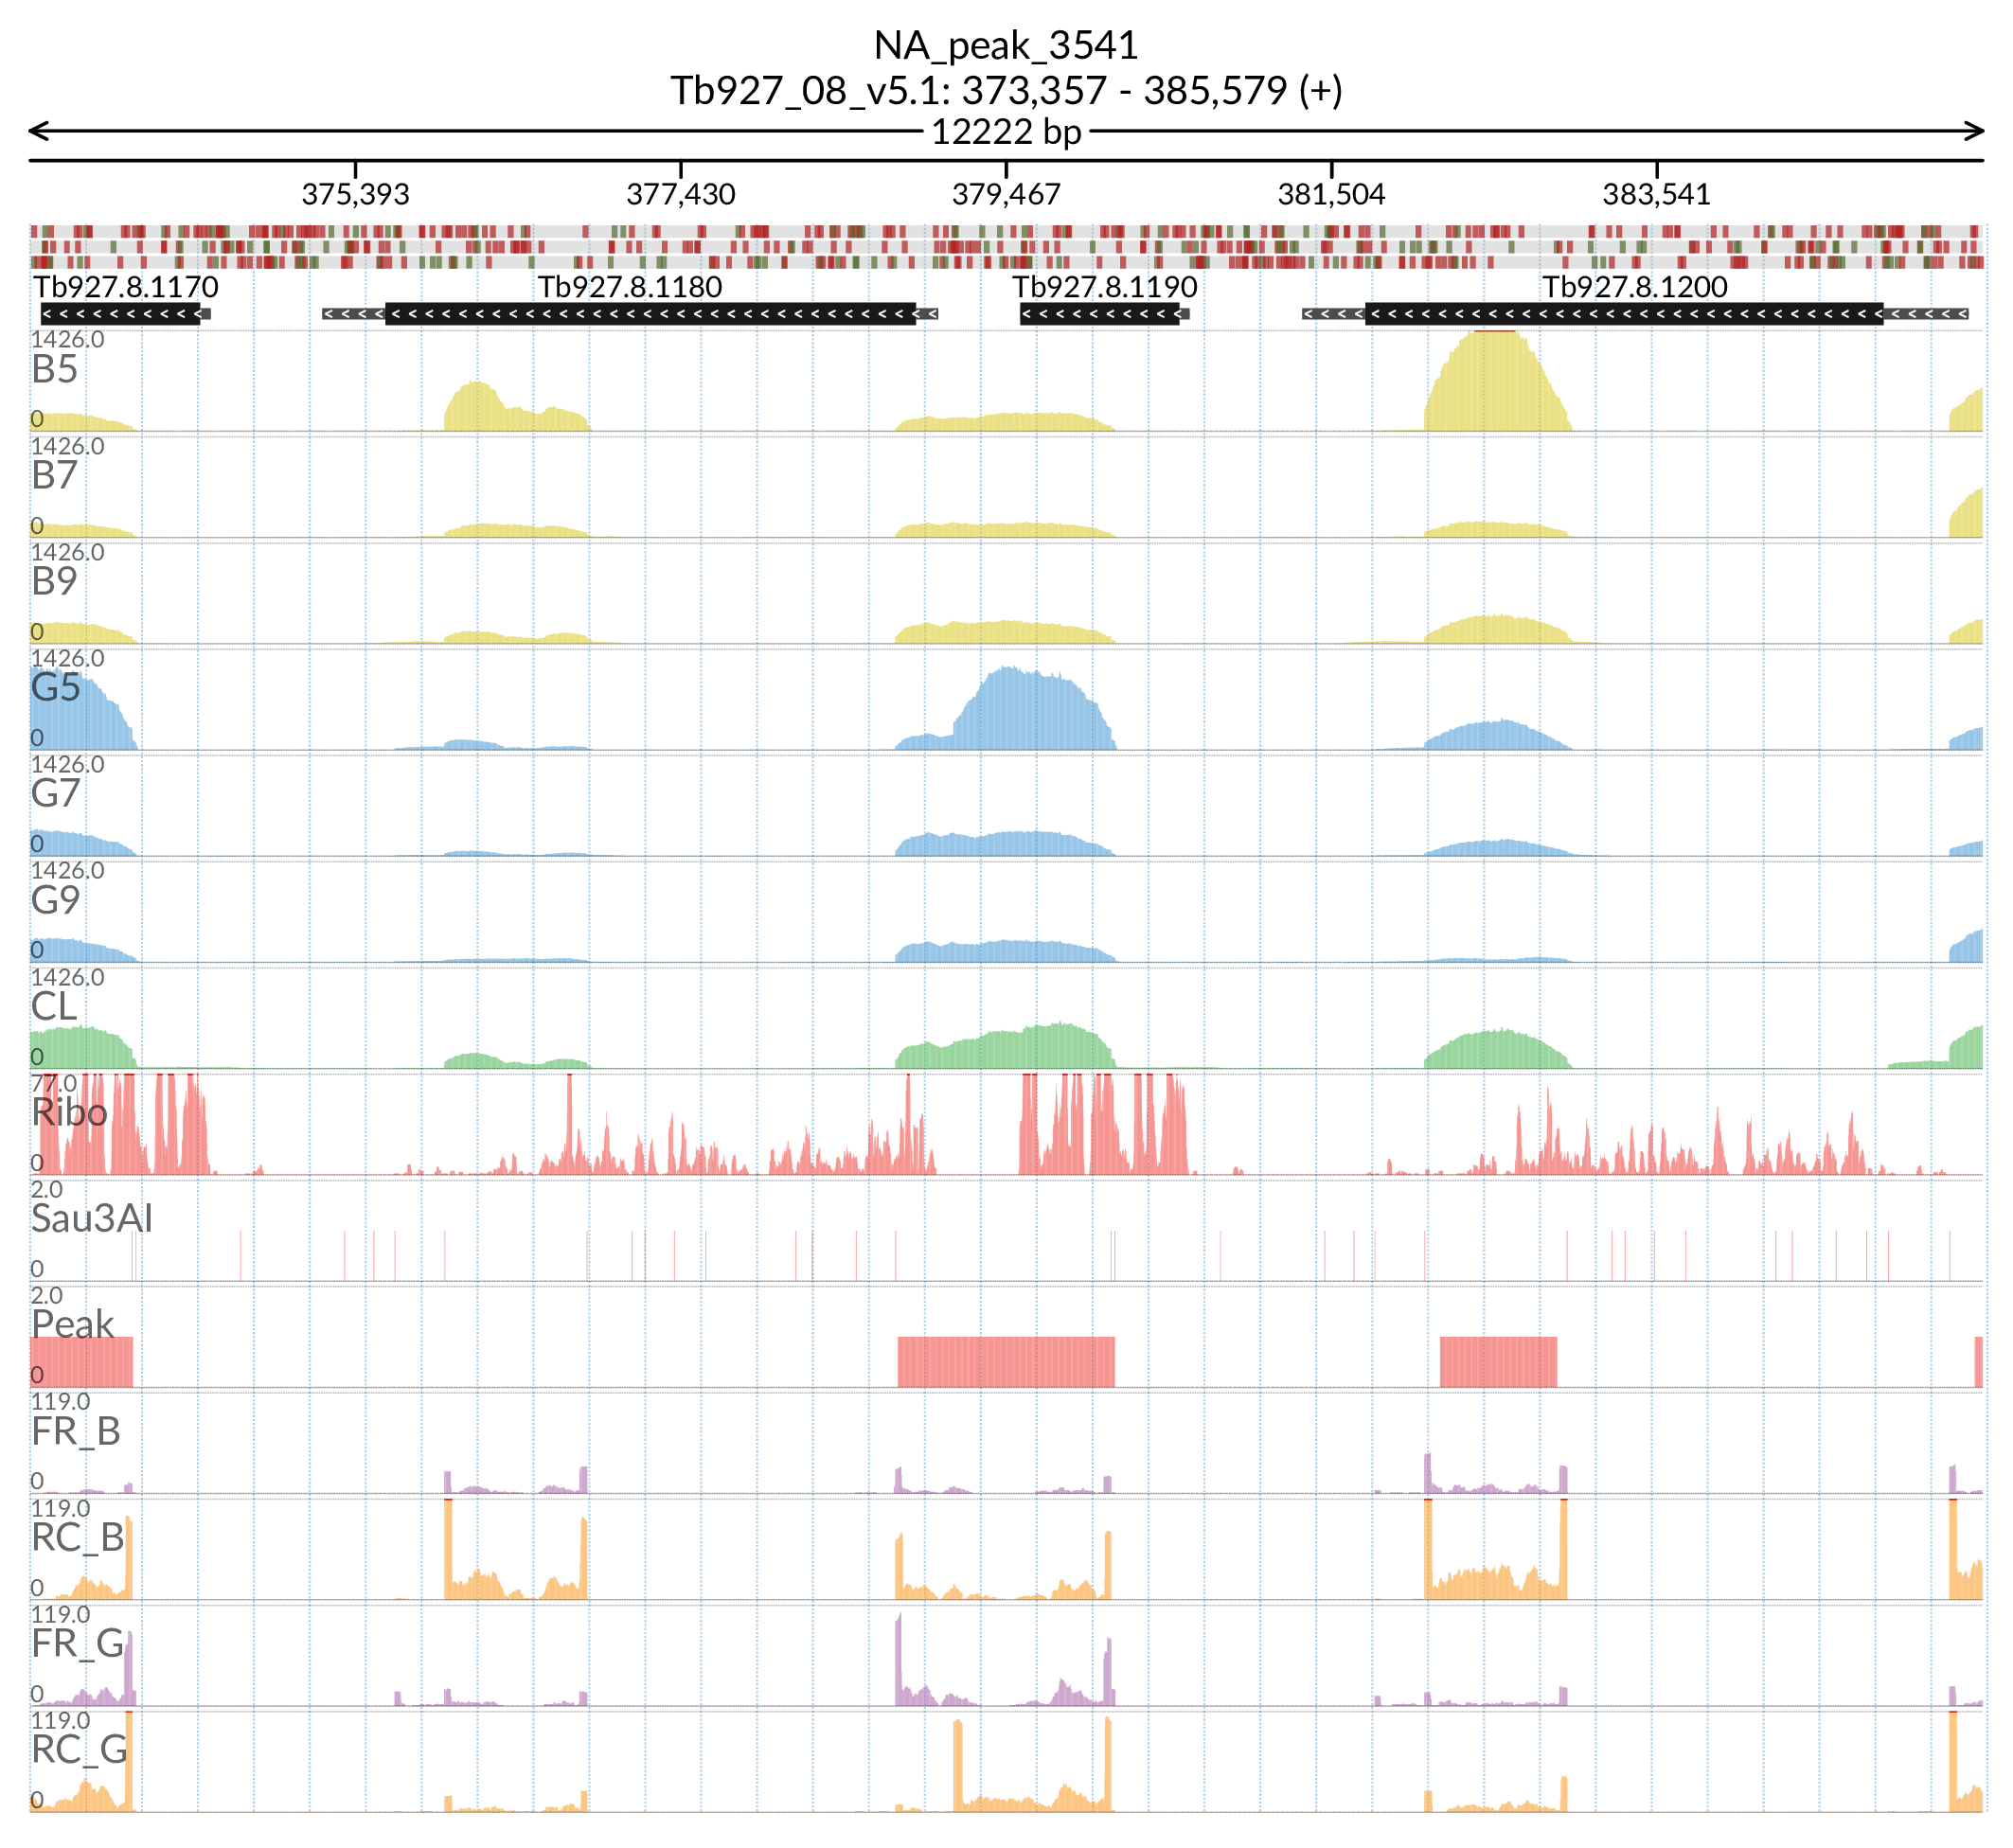 NA_peak_3541
Tb927_08_v5.1: 373,357 - 385,579 (+)
12222 bp
375,393 377,430 379,467 381,504 383,541
Tb927.8.1170 Tb927.8.1180 Tb927.8.1190 Tb927.8.1200
1426.0
B5
0
1426.0
B7
0
1426.0
B9
0
1426.0
G5
0
1426.0
G7
0
1426.0
G9
0
1426.0
CL
0
77.0
Ribo
0
2.0
Sau3AI
0
2.0
Peak
0
119.0
FR_B
0
119.0
RC_B
0
119.0
FR_G
0
119.0
RC_G
0